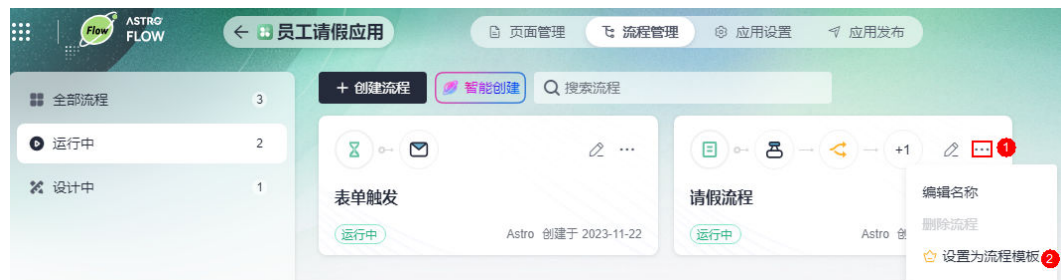 Flow
ASTRO
FLOW
员工请假应用
页面管理
流程管理
应用设置
应用发布
全部流程
3
运行中
2
设计中
1
+ 创建流程
智能创建
搜索流程
表单触发
运行中
Astro 创建于 2023-11-22
+1
1
请假流程
运行中
Astro 创
编辑名称
删除流程
设置为流程模板
2